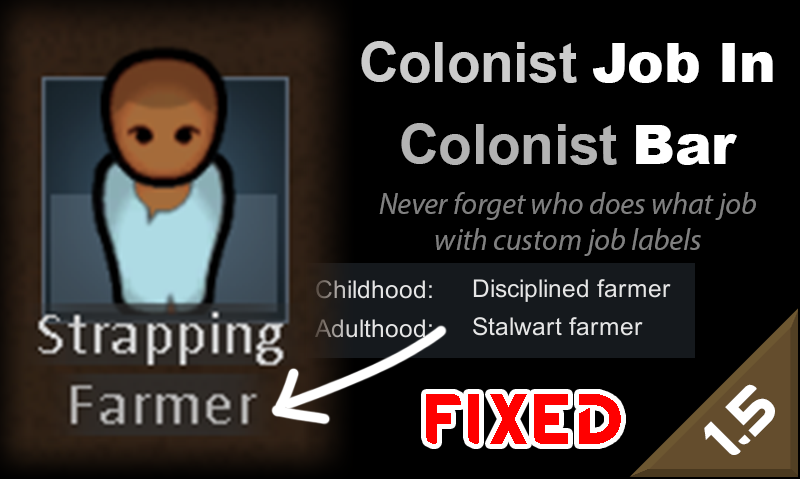 Colonist Job In
Colonist Bar
Never forget who does what job
with custom job labels
Childhood: Disciplined farmer
Adulthood: Stalwart farmer
Strapping
Farmer
FIXED
1.5